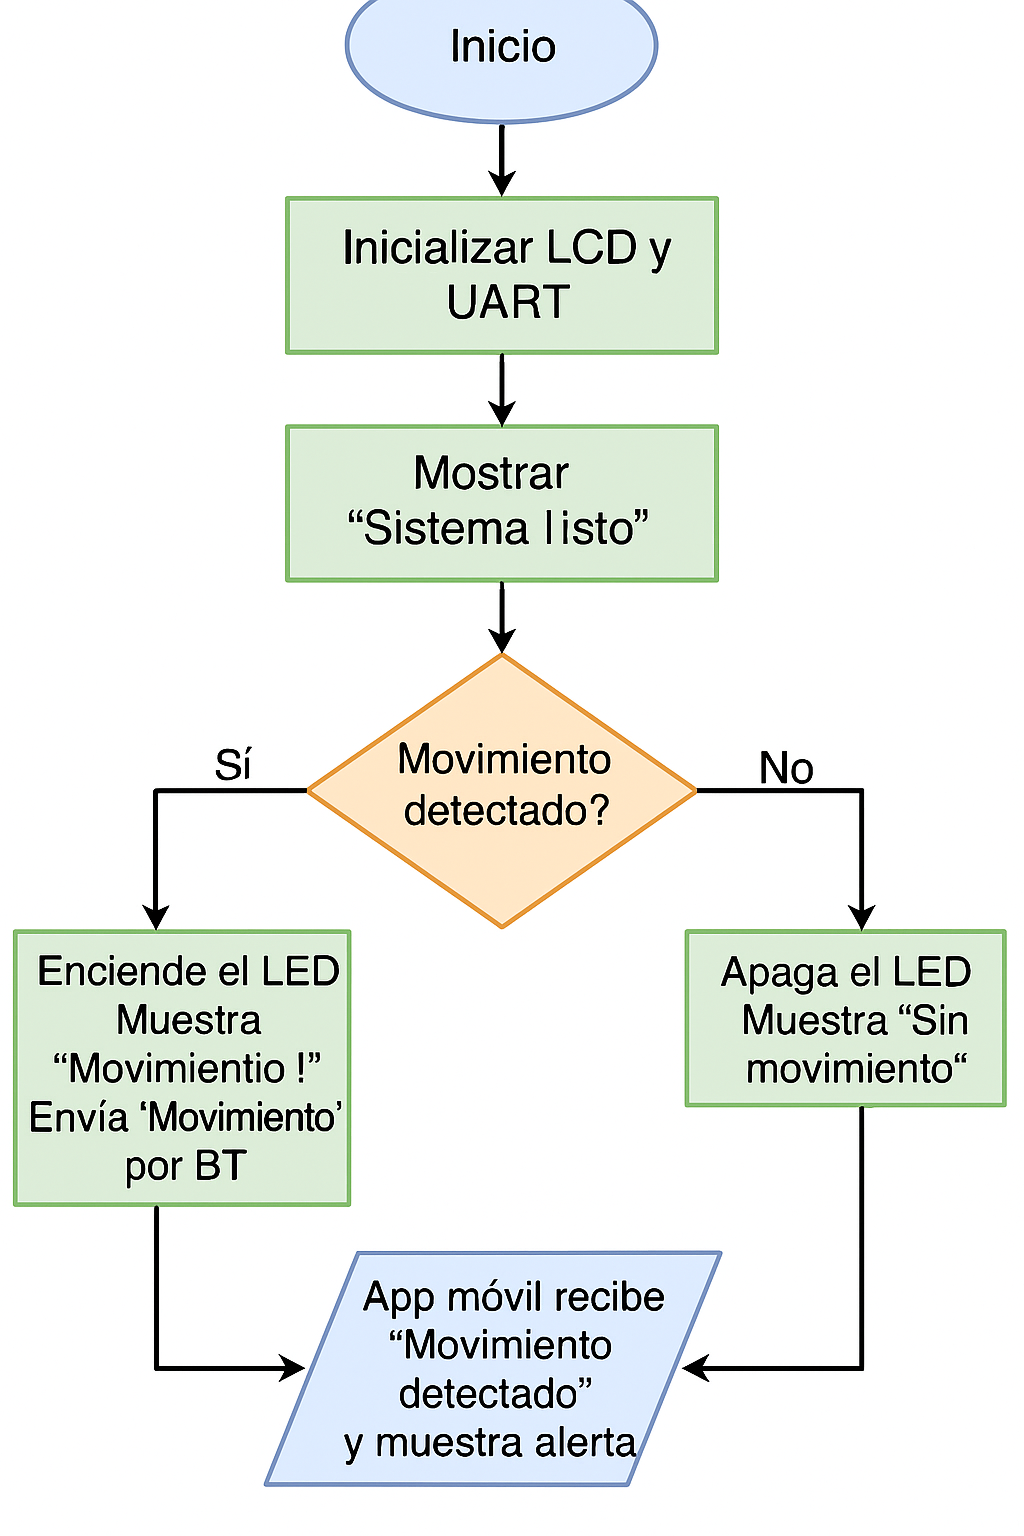 Inicio
Inicializar LCD y
UART
Mostrar
“Sistema listo”
Movimiento
detectado?
Sí
No
Enciende el LED
Muestra
“Movimientio !”
Envía ‘Movimiento’
por BT
Apaga el LED
Muestra “Sin
movimiento“
App móvil recibe
“Movimiento
detectado”
y muestra alerta